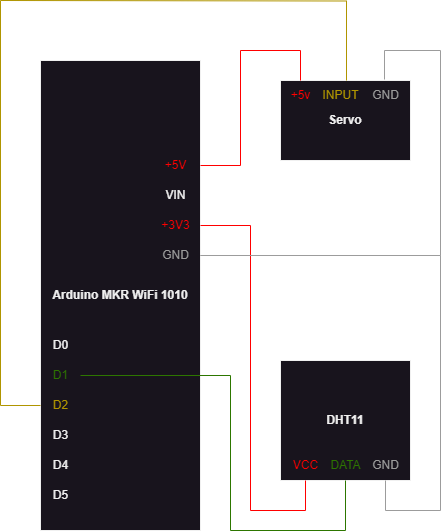 +5v INPUT GND
Servo
+5V
VIN
+3V3
GND
Arduino MKR WiFi 1010
D0
D1
D2
D3
D4
D5
DHT11
VCC DATA GND